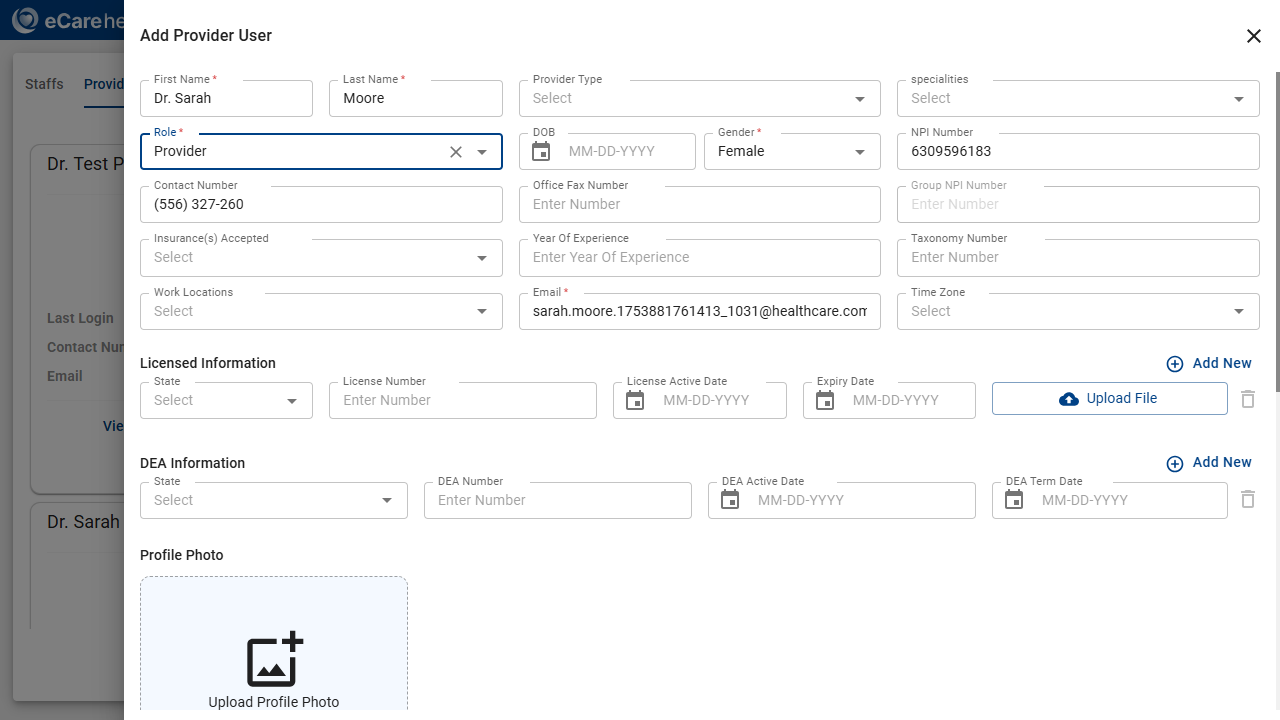 eCare he
Add Provider User
Staffs
Provid
First Name *
Dr. Sarah
Last Name *
Moore
Provider Type
Select
specialities
Select
Role *
Provider
DOB
MM-DD-YYYY
Gender *
Female
NPI Number
6309596183
Contact Number
(556) 327-260
Office Fax Number
Enter Number
Group NPI Number
Enter Number
Insurance(s) Accepted
Select
Year Of Experience
Enter Year Of Experience
Taxonomy Number
Enter Number
Work Locations
Select
Email *
sarah.moore.1753881761413_1031@healthcare.com
Time Zone
Select
Dr. Test P
Last Login
Contact Num
Email
Vie
Dr. Sarah
Licensed Information
Add New
State
Select
License Number
Enter Number
License Active Date
MM-DD-YYYY
Expiry Date
MM-DD-YYYY
Upload File
DEA Information
Add New
State
Select
DEA Number
Enter Number
DEA Active Date
MM-DD-YYYY
DEA Term Date
MM-DD-YYYY
Profile Photo
Upload Profile Photo